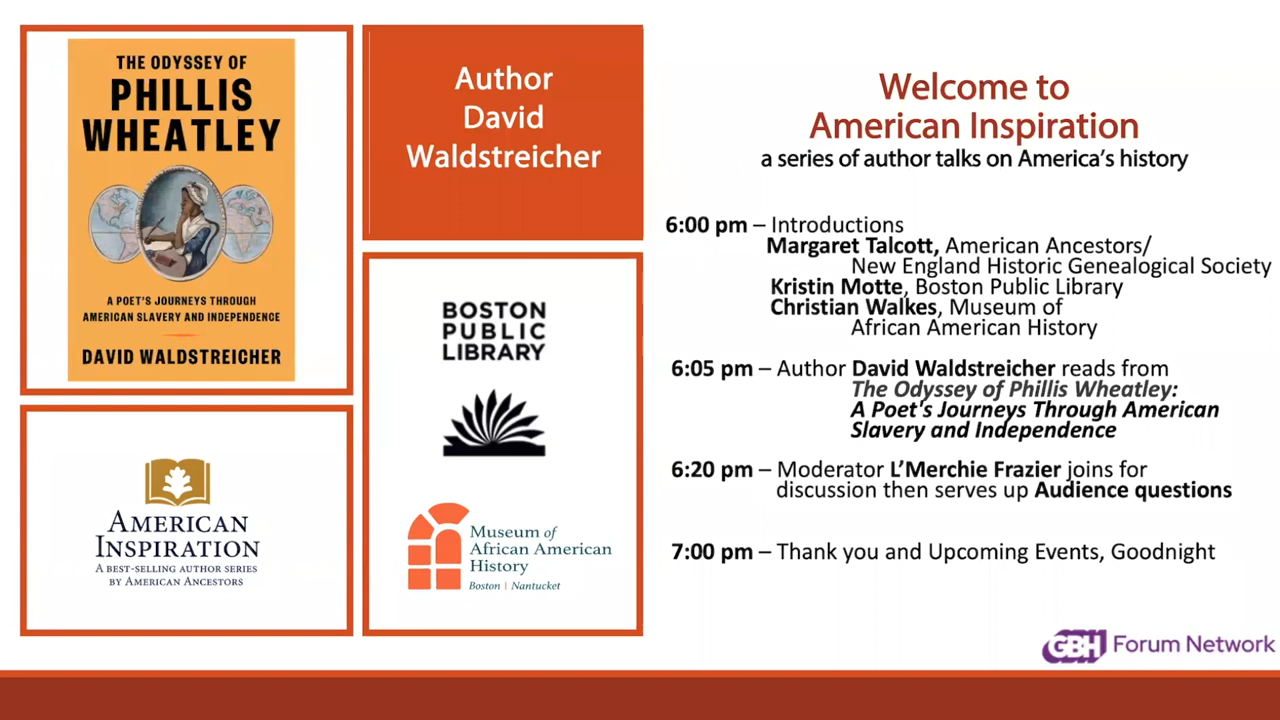 THE ODYSSEY OF
PHILLIS
WHEATLEY
A POET'S JOURNEYS THROUGH
AMERICAN SLAVERY AND INDEPENDENCE
DAVID WALDSTREICHER
Author
David
Waldstreicher
AMERICAN
INSPIRATION
A BEST-SELLING AUTHOR SERIES
BY AMERICAN ANCESTORS
BOSTON
PUBLIC
LIBRARY
Museum of
African American
History
Boston | Nantucket
Welcome to
American Inspiration
a series of author talks on America's history
6:00 pm – Introductions
Margaret Talcott, American Ancestors/
New England Historic Genealogical Society
Kristin Motte, Boston Public Library
Christian Walkes, Museum of
African American History
6:05 pm – Author David Waldstreicher reads from
The Odyssey of Phillis Wheatley:
A Poet's Journeys Through American
Slavery and Independence
6:20 pm – Moderator L'Merchie Frazier joins for
discussion then serves up Audience questions
7:00 pm – Thank you and Upcoming Events, Goodnight
GBH Forum Network